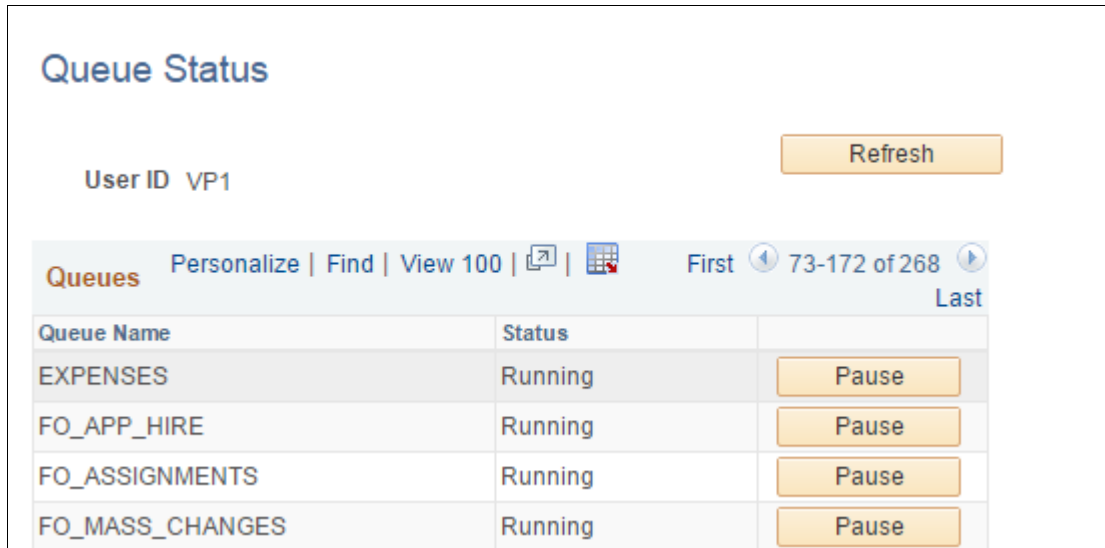 Queue Status
Refresh
User ID VP1
Queues Personalize | Find | View 100 | | First 73-172 of 268
Last
Queue Name Status
EXPENSES Running Pause
FO_APP_HIRE Running Pause
FO_ASSIGNMENTS Running Pause
FO_MASS_CHANGES Running Pause